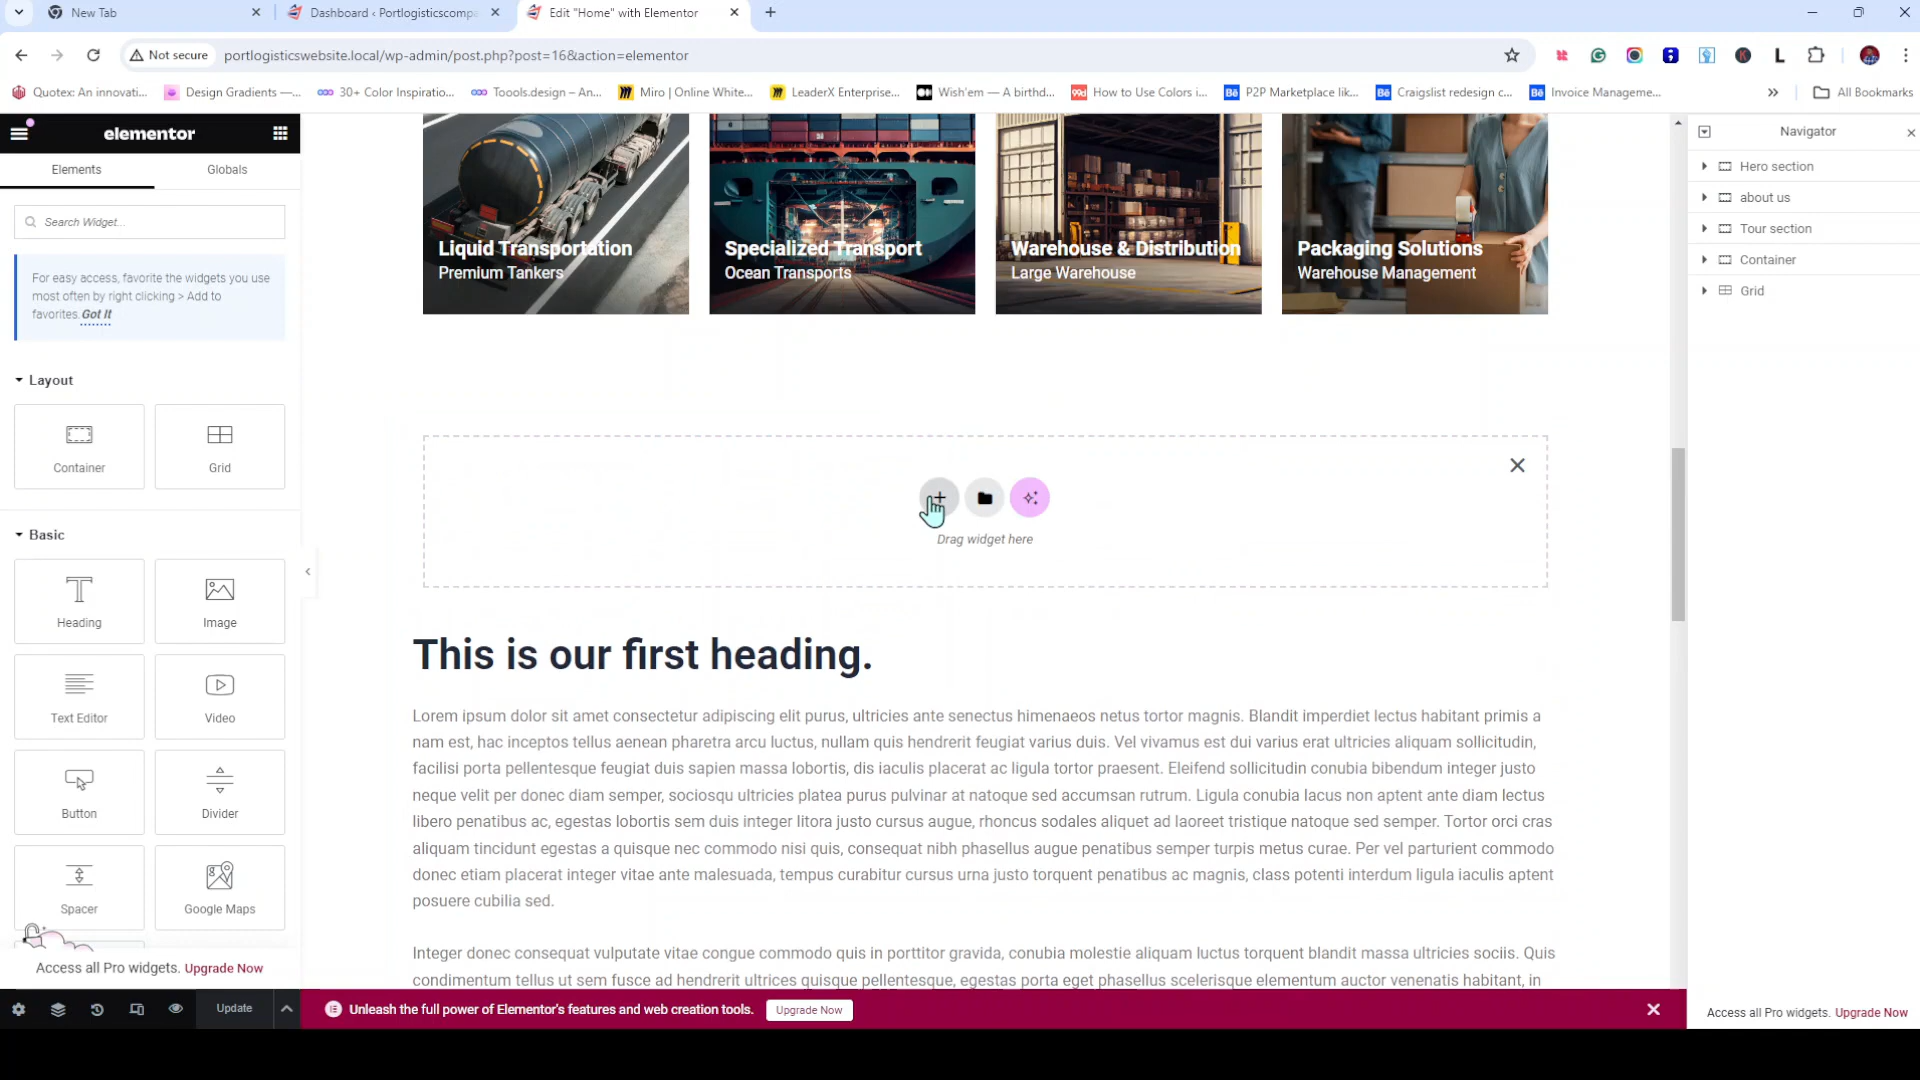 New Tab
Dashboard ‹ Portlogisticscompa
Edit "Home" with Elementor
Not secure
portlogisticswebsite.local/wp-admin/post.php?post=16&action=elementor
Quotex: An innovati...
Design Gradients —...
30+ Color Inspiratio...
Toools.design – An...
Miro | Online White...
LeaderX Enterprise...
Wish'em — A birthd...
How to Use Colors i...
P2P Marketplace lik...
Craigslist redesign c...
Invoice Manageme...
All Bookmarks
elementor
Elements
Globals
Search Widget...
For easy access, favorite the widgets you use
most often by right clicking > Add to
favorites. Got It
Layout
Container
Grid
Basic
Heading
Image
Text Editor
Video
Button
Divider
Spacer
Google Maps
Access all Pro widgets. Upgrade Now
Update
Liquid Transportation
Premium Tankers
Specialized Transport
Ocean Transports
Warehouse & Distribution
Large Warehouse
Packaging Solutions
Warehouse Management
Drag widget here
This is our first heading.
Lorem ipsum dolor sit amet consectetur adipiscing elit purus, ultricies ante senectus himenaeos netus tortor magnis. Blandit imperdiet lectus habitant primis a
nam est, hac inceptos tellus aenean pharetra arcu luctus, nullam quis hendrerit feugiat varius duis. Vel vivamus est dui varius erat ultricies aliquam sollicitudin,
facilisi porta pellentesque feugiat duis sapien massa lobortis, dis iaculis placerat ac ligula tortor praesent. Eleifend sollicitudin conubia bibendum integer justo
neque velit per donec diam semper, sociosqu ultricies platea purus pulvinar at natoque sed accumsan rutrum. Ligula conubia lacus non aptent ante diam lectus
libero penatibus ac, egestas lobortis sem duis integer litora justo cursus augue, rhoncus sodales aliquet ad laoreet tristique natoque sed semper. Tortor orci cras
aliquam tincidunt egestas a quisque nec commodo nisi quis, consequat nibh phasellus augue penatibus semper turpis metus curae. Per vel parturient commodo
donec etiam placerat integer vitae ante malesuada, tempus curabitur cursus urna justo torquent penatibus ac magnis, class potenti interdum ligula iaculis aptent
posuere cubilia sed.
Integer donec consequat vulputate vitae congue commodo quis in porttitor gravida, conubia molestie aliquam luctus torquent blandit massa ultricies sociis. Quis
condimentum tellus ut sem fusce ad hendrerit ultrices quisque pellentesque, egestas porta eget phasellus scelerisque elementum auctor venenatis habitant, in
Unleash the full power of Elementor's features and web creation tools.
Upgrade Now
Navigator
Hero section
about us
Tour section
Container
Grid
Access all Pro widgets. Upgrade Now